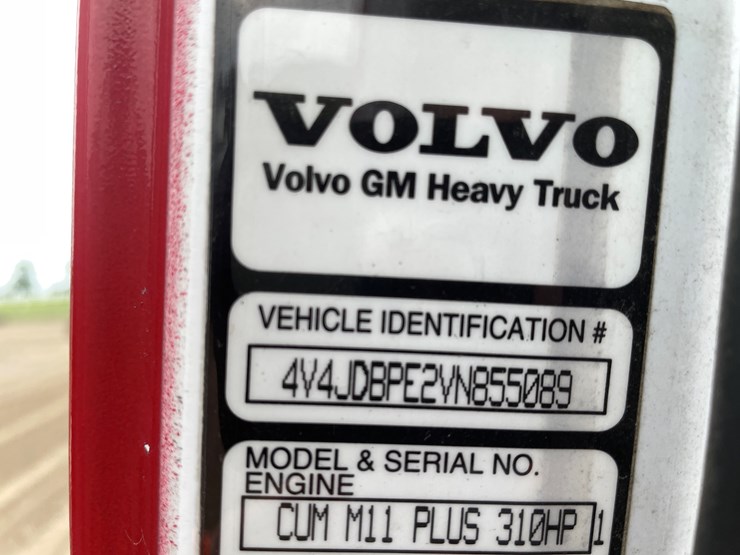 VOLVO
Volvo GM Heavy Truck
VEHICLE IDENTIFICATION #
4V4JDBPE2VN855089
MODEL & SERIAL NO.
ENGINE
CUM M11 PLUS 310HP 1